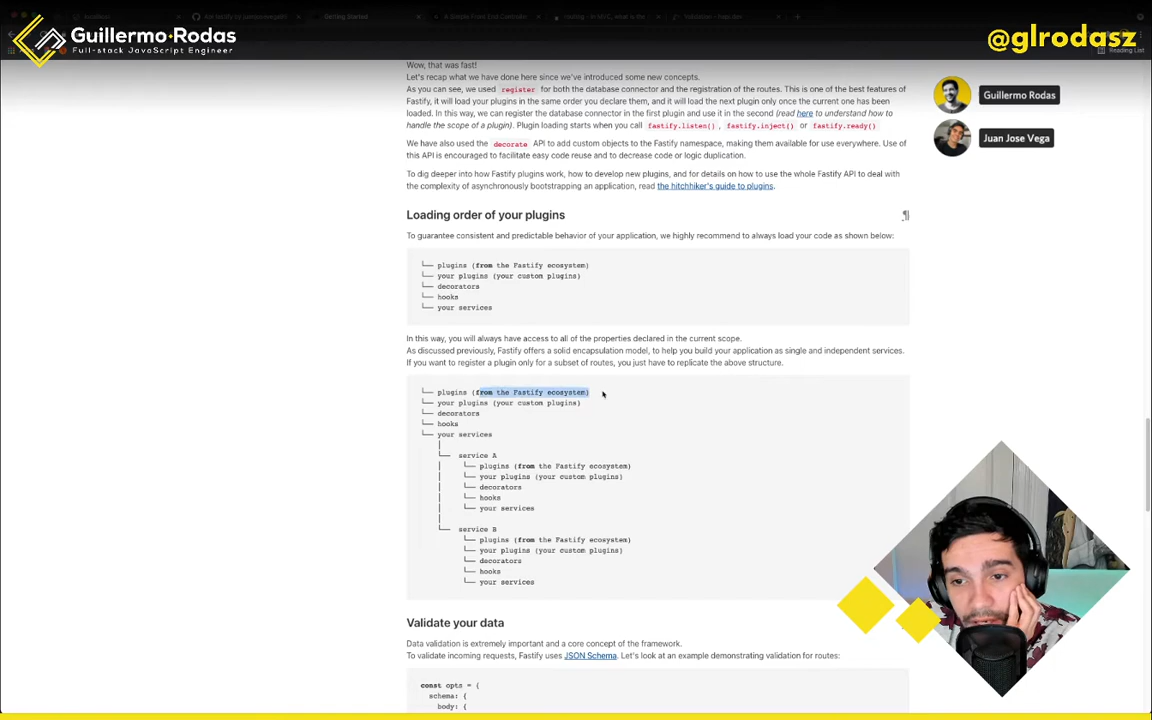 localhost
Getting Started
A Simple Front End Controller
routing - In MVC, what is the
Validation - hapi.dev
Reading List
Guillermo Rodas
Full-stack JavaScript Engineer
@glrodasz
Guillermo Rodas
Juan Jose Vega
Wow, that was fast!
Let's recap what we have done here since we've introduced some new concepts.
As you can see, we used register for both the database connector and the registration of the routes. This is one of the best features of
Fastify, it will load your plugins in the same order you declare them, and it will load the next plugin only once the current one has been
loaded. In this way, we can register the database connector in the first plugin and use it in the second (read here to understand how to
handle the scope of a plugin). Plugin loading starts when you call fastify.listen(), fastify.inject() or fastify.ready()
We have also used the decorate API to add custom objects to the Fastify namespace, making them available for use everywhere. Use of
this API is encouraged to facilitate easy code reuse and to decrease code or logic duplication.
To dig deeper into how Fastify plugins work, how to develop new plugins, and for details on how to use the whole Fastify API to deal with
the complexity of asynchronously bootstrapping an application, read the hitchhiker's guide to plugins.
Loading order of your plugins ¶
To guarantee consistent and predictable behavior of your application, we highly recommend to always load your code as shown below:
└── plugins (from the Fastify ecosystem)
└── your plugins (your custom plugins)
└── decorators
└── hooks
└── your services
In this way, you will always have access to all of the properties declared in the current scope.
As discussed previously, Fastify offers a solid encapsulation model, to help you build your application as single and independent services.
If you want to register a plugin only for a subset of routes, you just have to replicate the above structure.
└── plugins (from the Fastify ecosystem)
└── your plugins (your custom plugins)
└── decorators
└── hooks
└── your services
│
└── service A
│ └── plugins (from the Fastify ecosystem)
│ └── your plugins (your custom plugins)
│ └── decorators
│ └── hooks
│ └── your services
│
└── service B
└── plugins (from the Fastify ecosystem)
└── your plugins (your custom plugins)
└── decorators
└── hooks
└── your services
Validate your data
Data validation is extremely important and a core concept of the framework.
To validate incoming requests, Fastify uses JSON Schema. Let's look at an example demonstrating validation for routes:
const opts = {
schema: {
body: {